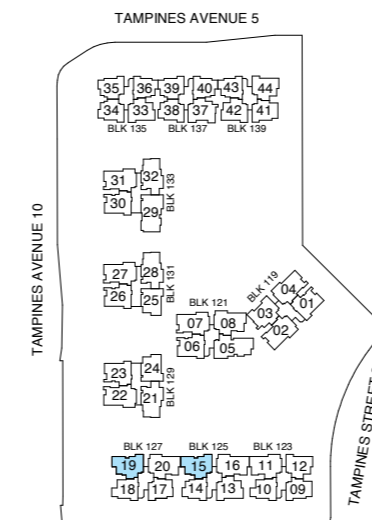 TAMPINES AVENUE 5
35 36 39 40 43 44
34 33 38 37 42 41
BLK 135 BLK 137 BLK 139
31 32
30 29
BLK 133
TAMPINES AVENUE 10
27 28
26 25
BLK 131
BLK 119
04
03 01
02
BLK 121
07 08
06 05
23 24
22 21
BLK 129
BLK 127 BLK 125 BLK 123
19 20 15 16 11 12
18 17 14 13 10 09
TAMPINES STREET